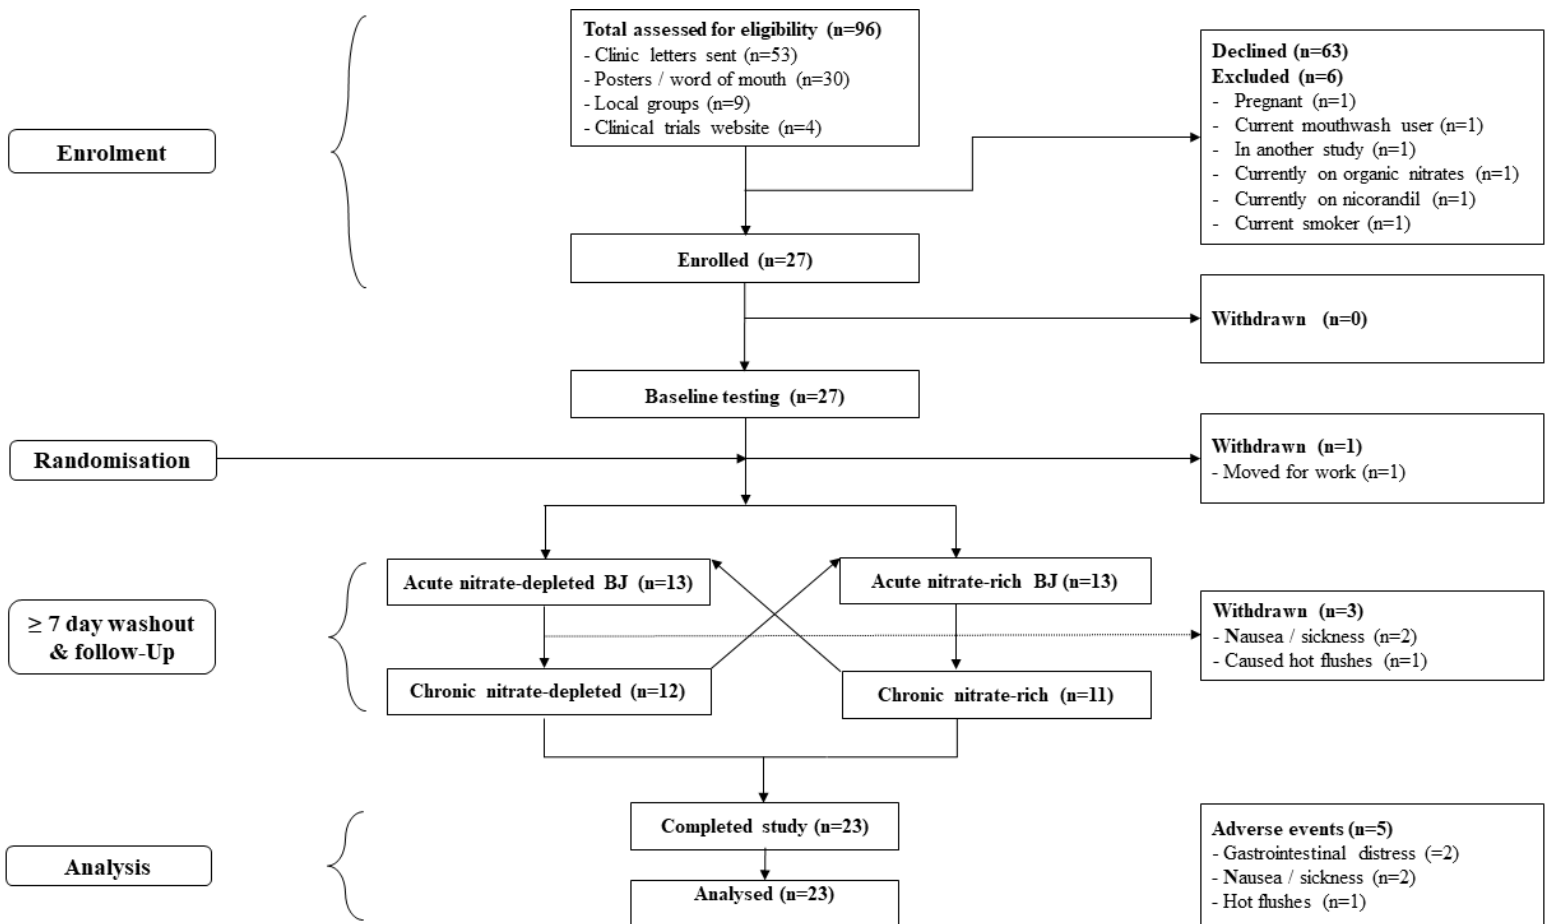 Total assessed for eligibility (n=96)
- Clinic letters sent (n=53)
- Posters / word of mouth (n=30)
- Local groups (n=9)
- Clinical trials website (n=4)
Declined (n=63)
Excluded (n=6)
- Pregnant (n=1)
- Current mouthwash user (n=1)
- In another study (n=1)
- Currently on organic nitrates (n=1)
- Currently on nicorandil (n=1)
- Current smoker (n=1)
Enrolment
Enrolled (n=27)
Withdrawn (n=0)
Baseline testing (n=27)
Randomisation
Withdrawn (n=1)
- Moved for work (n=1)
Acute nitrate-depleted BJ (n=13)
Acute nitrate-rich BJ (n=13)
≥ 7 day washout
& follow-Up
Withdrawn (n=3)
- Nausea / sickness (n=2)
- Caused hot flushes (n=1)
Chronic nitrate-depleted (n=12)
Chronic nitrate-rich (n=11)
Completed study (n=23)
Analysis
Analysed (n=23)
Adverse events (n=5)
- Gastrointestinal distress (=2)
- Nausea / sickness (n=2)
- Hot flushes (n=1)